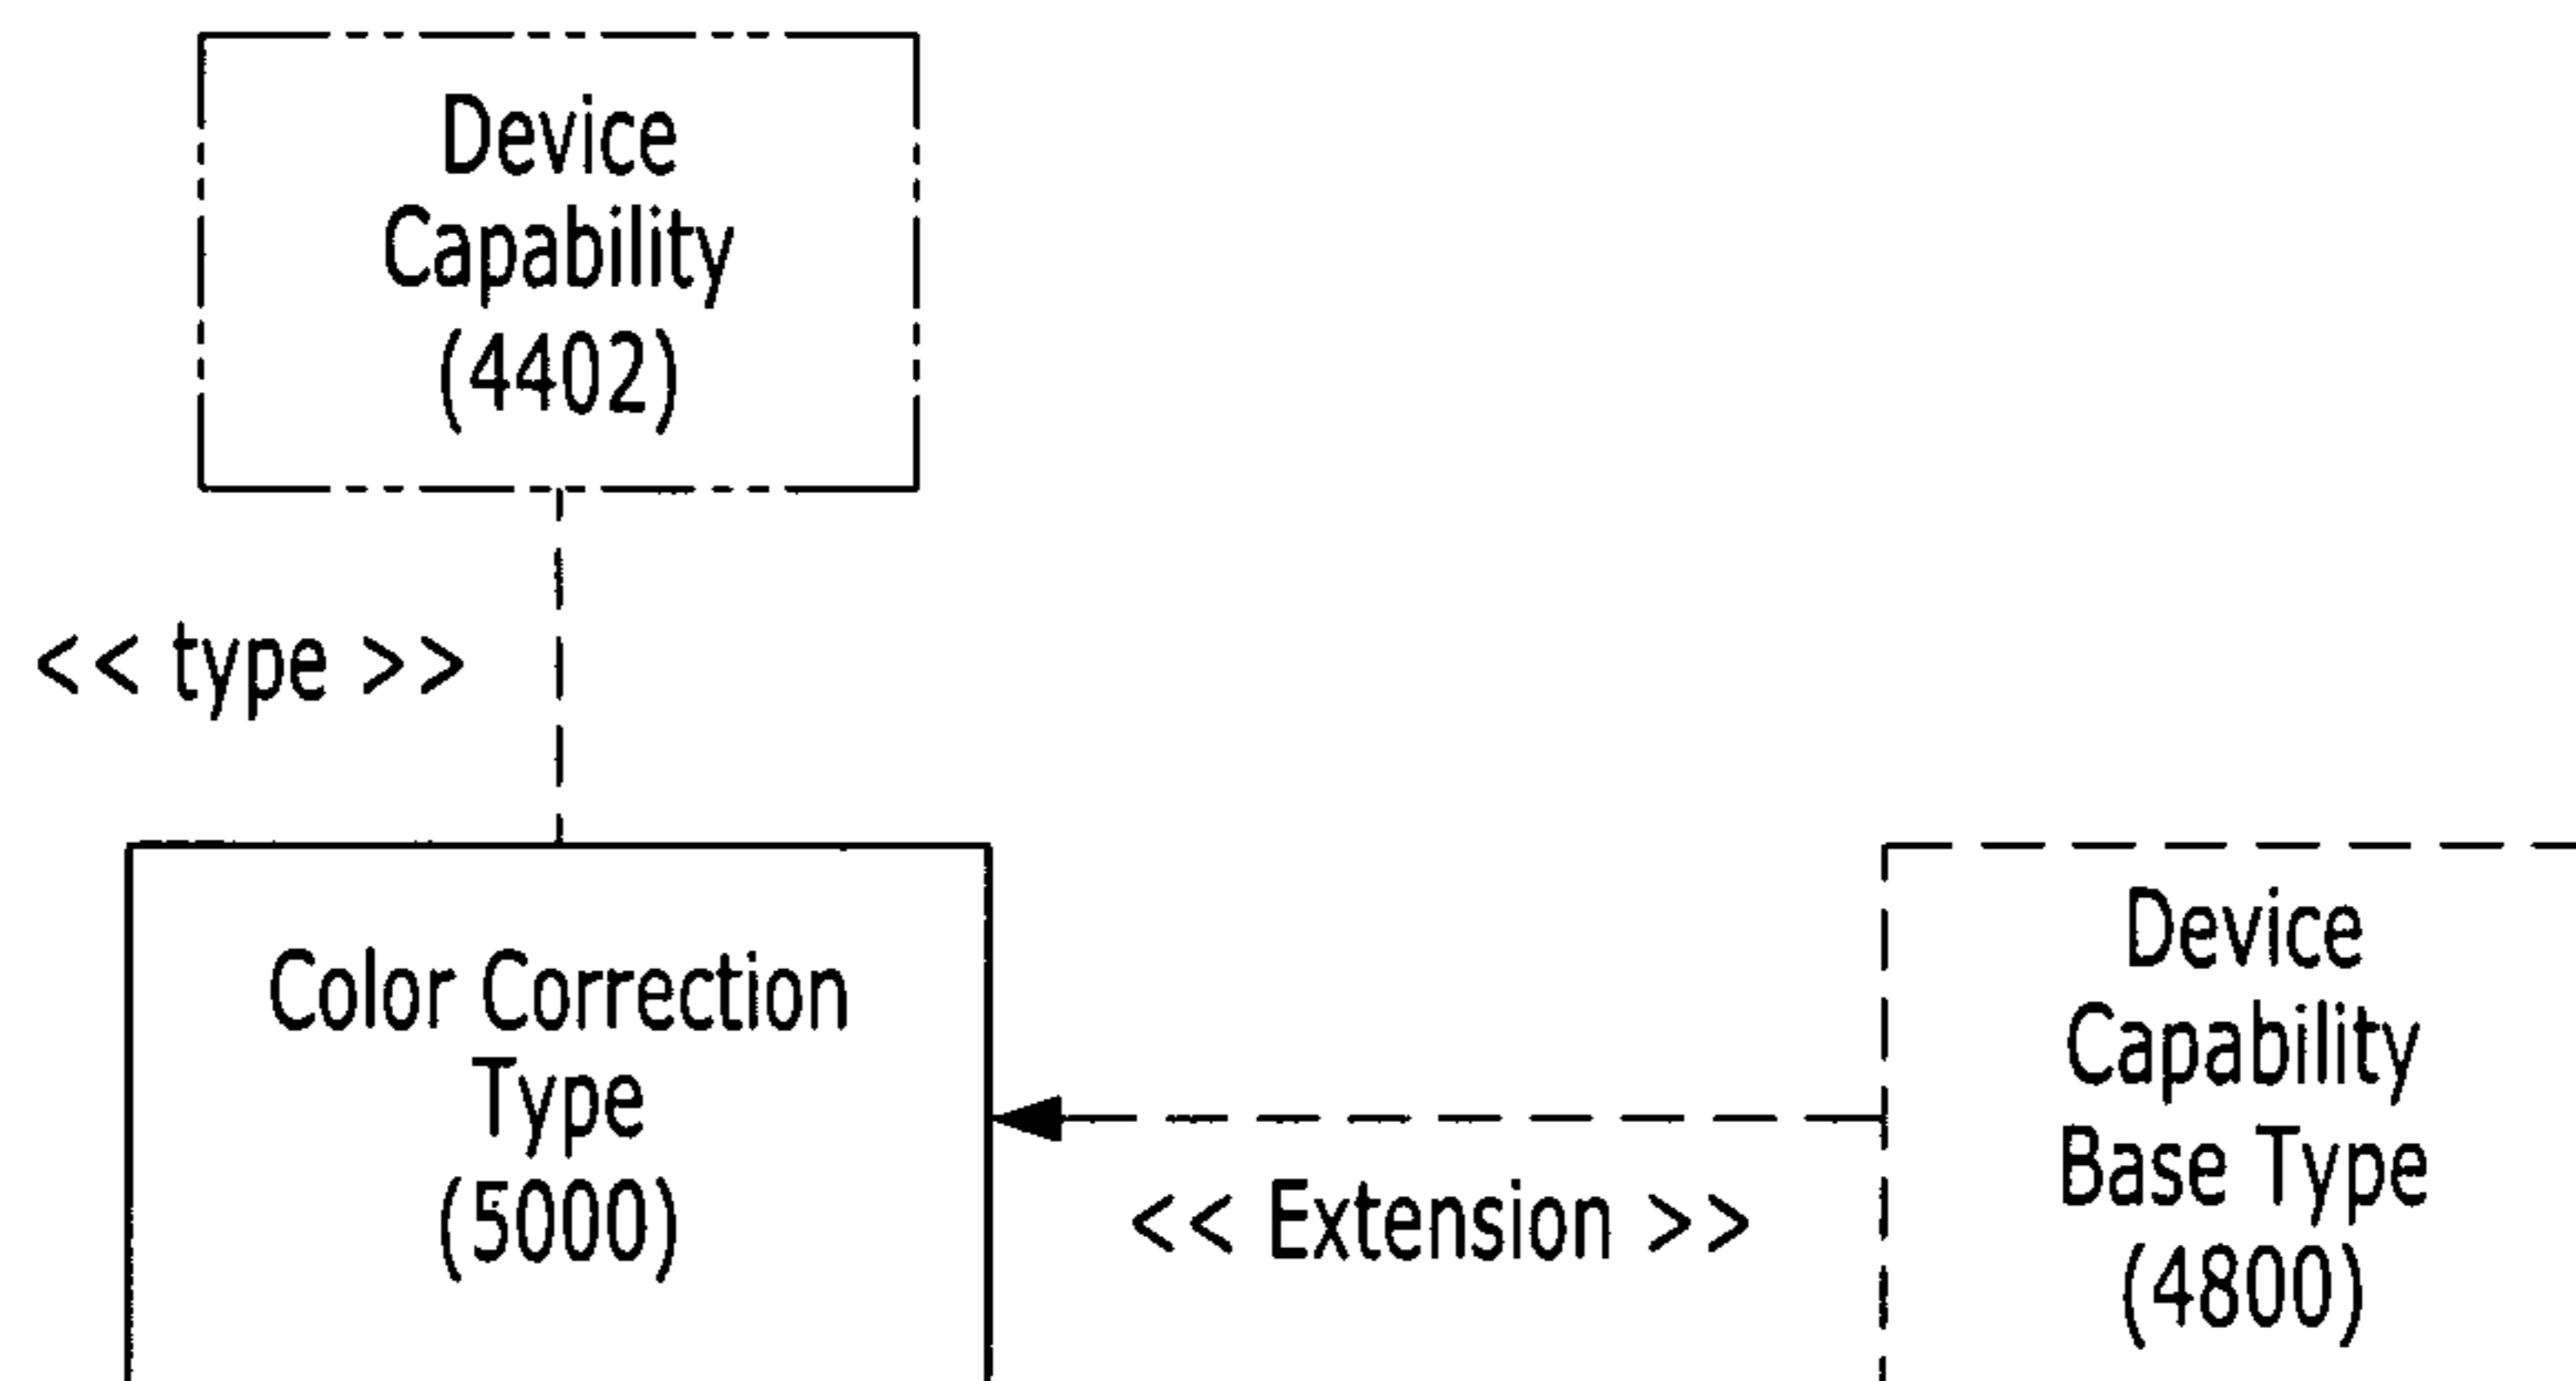 Device
Capability
(4402)
<< type >>
Color Correction
Type
(5000)
<< Extension >>
Device
Capability
Base Type
(4800)